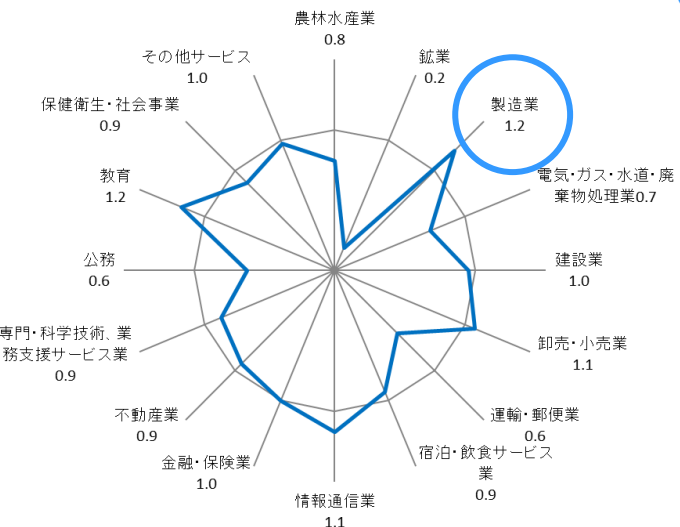 農林水産業
0.8
鉱業
0.2
製造業
1.2
電気・ガス・水道・廃
棄物処理業0.7
建設業
1.0
卸売・小売業
1.1
運輸・郵便業
0.6
宿泊・飲食サービス
業
0.9
情報通信業
1.1
金融・保険業
1.0
不動産業
0.9
専門・科学技術、業
務支援サービス業
0.9
公務
0.6
教育
1.2
保健衛生・社会事業
0.9
その他サービス
1.0